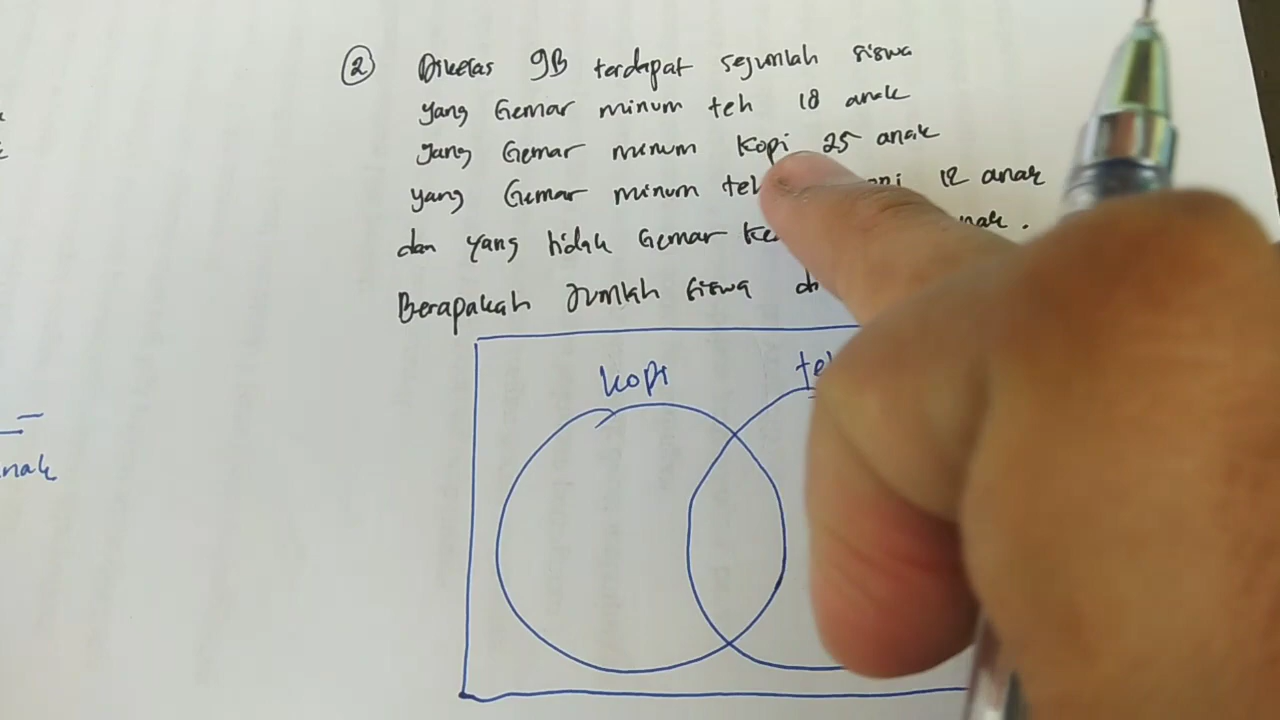 ② Dikelas 9B terdapat sejumlah siswa
yang Gemar minum teh 18 anak
yang Gemar minum kopi 25 anak
yang Gemar minum teh 12 anak
dan yang tidak Gemar
Berapakah Jumlah siswa
kopi
nak